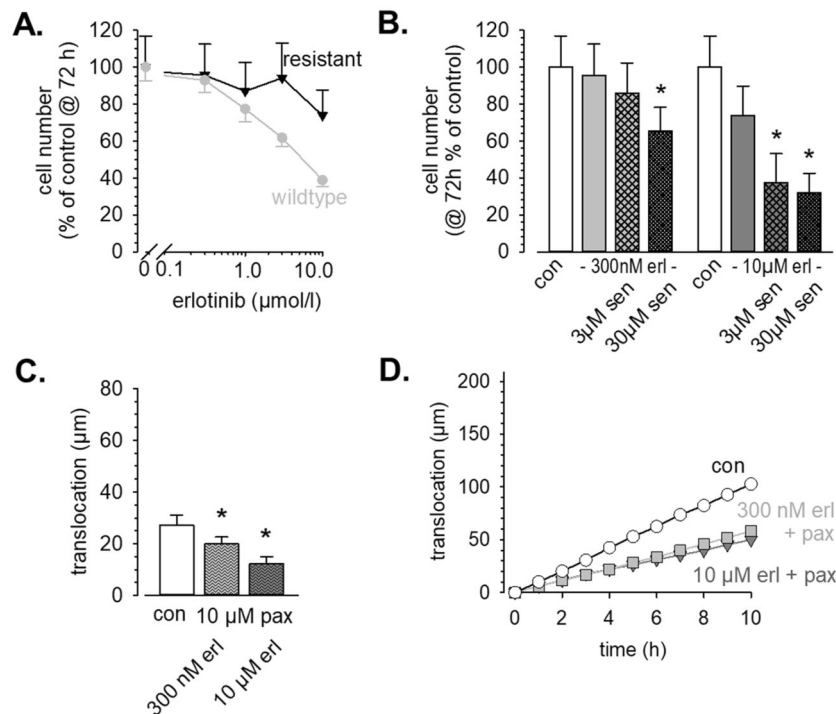 A.
cell number
(% of control @ 72 h)
120
100
80
60
40
20
0
resistant
wildtype
0 0.1 1.0 10.0
erlotinib (µmol/l)
B.
cell number
(@ 72h % of control)
120
100
80
60
40
20
0
*
* *
con - 300nM erl - con - 10µM erl -
3µM sen 30µM sen 3µM sen 30µM sen
C.
translocation (µm)
80
60
40
20
0
* *
con 10 µM pax
300 nM erl 10 µM erl
D.
translocation (µm)
200
150
100
50
0
con
300 nM erl
+ pax
10 µM erl + pax
0 2 4 6 8 10
time (h)